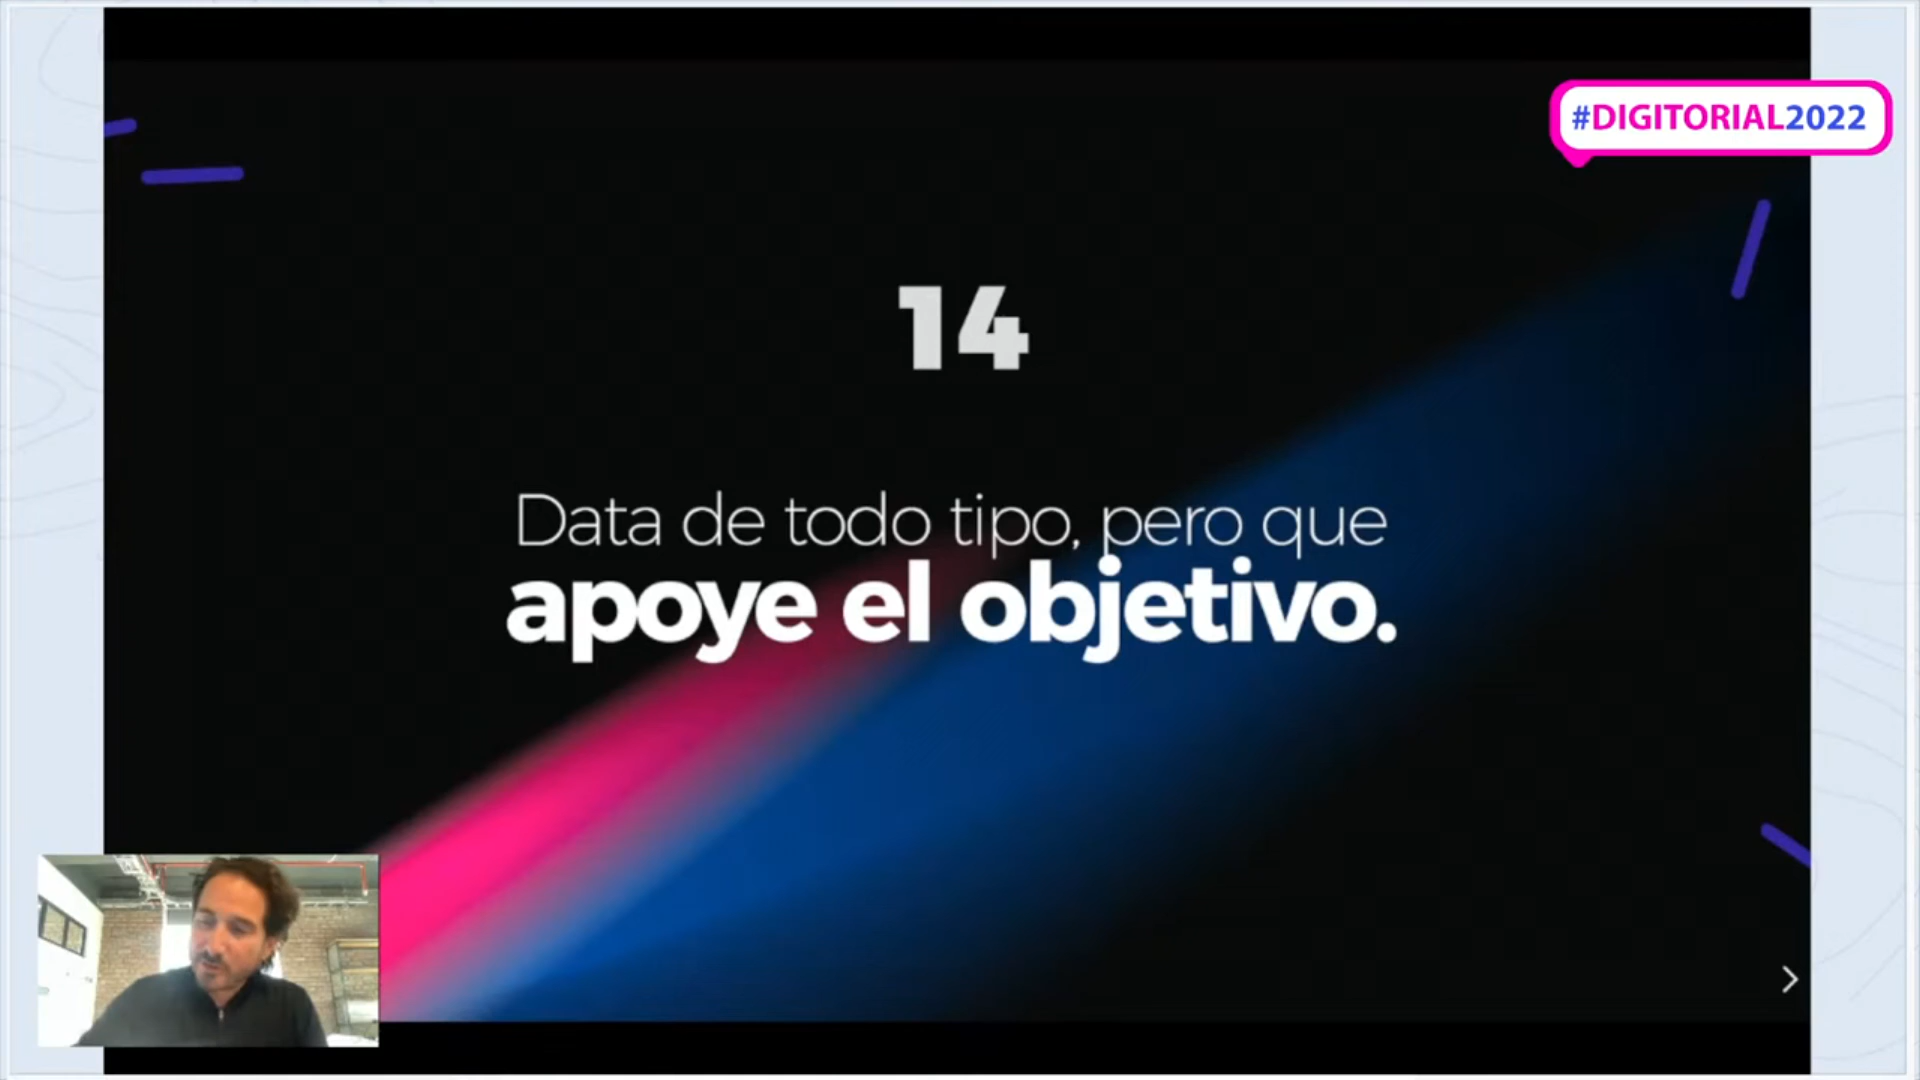 #DIGITORIAL2022
14
Data de todo tipo, pero que
apoye el objetivo.